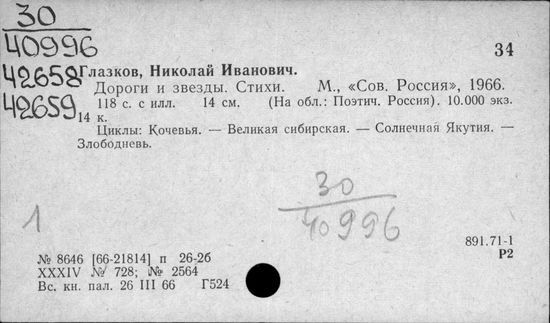 30
40996
42658
42659
34
Глазков, Николай Иванович.
Дороги и звезды. Стихи. М., «Сов. Россия», 1966.
118 с. с илл. 14 см. (На обл.: Поэтич. Россия). 10.000 экз.
14 к.
Циклы: Кочевья. — Великая сибирская. — Солнечная Якутия. —
Злободневь.
30
40996
1
891.71-1
Р2
№ 8646 [66-21814] п 26-2б
XXXIV № 728; № 2564
Вс. кн. пал. 26 III 66 Г524